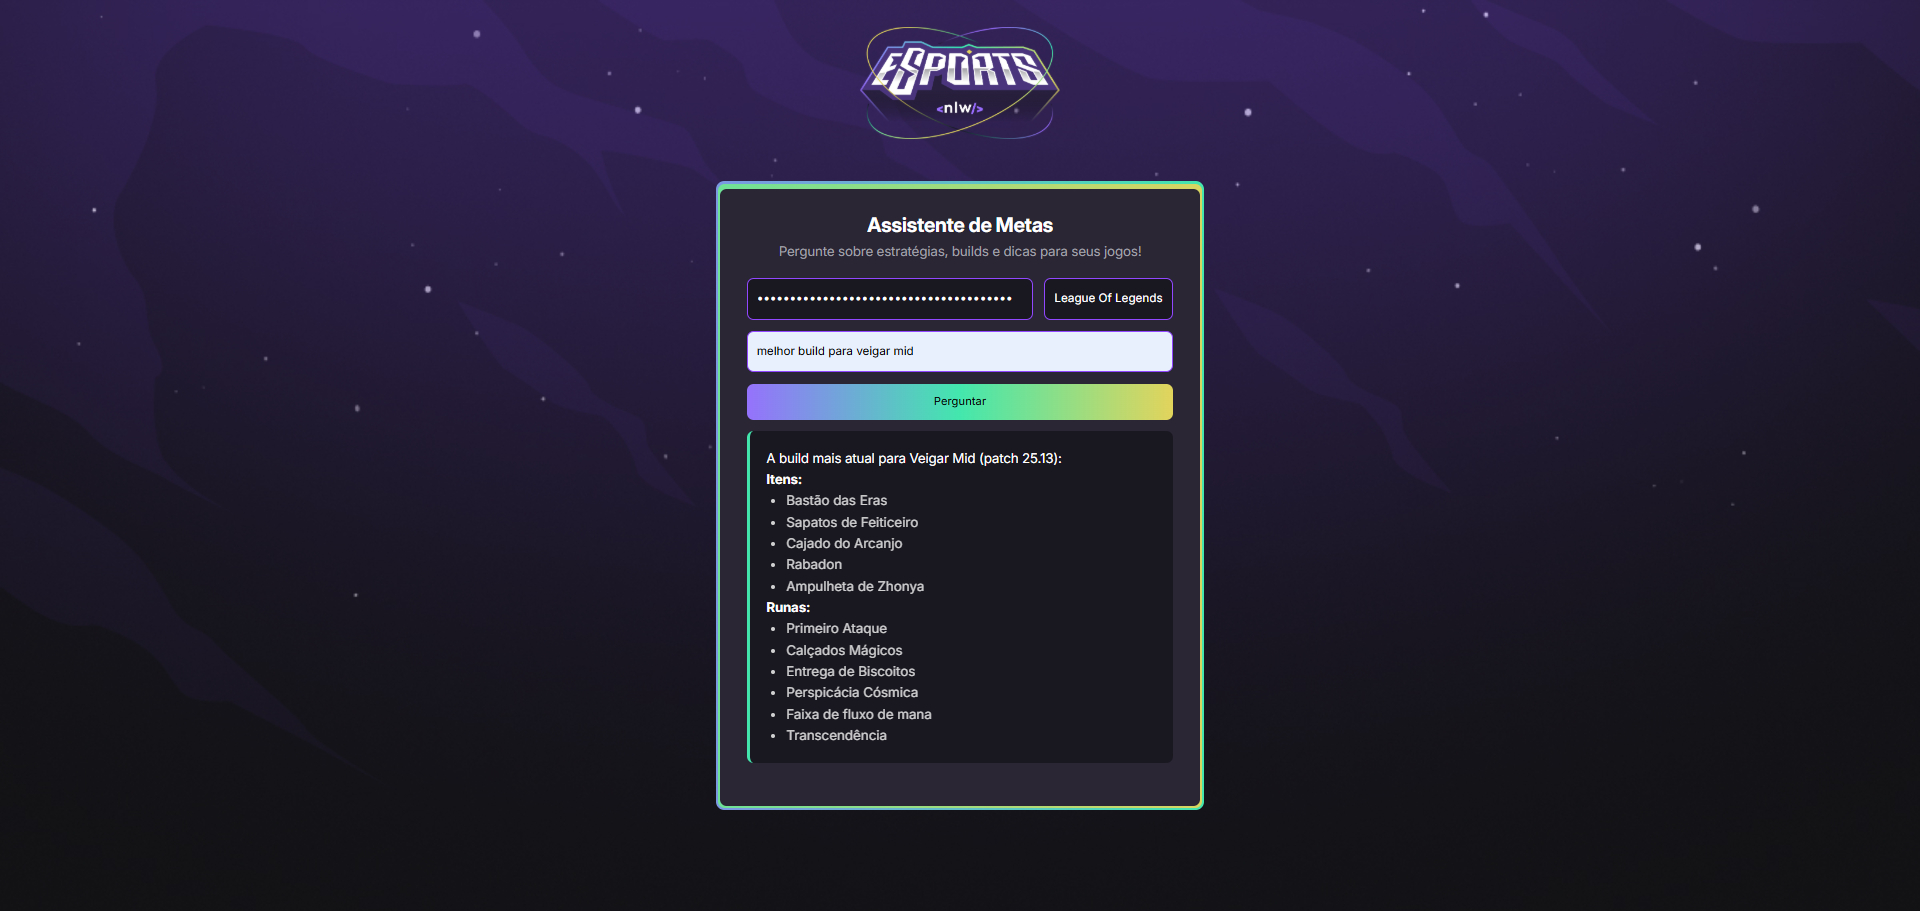 ESPORTS
<nlw/>
Assistente de Metas
Pergunte sobre estratégias, builds e dicas para seus jogos!
••••••••••••••••••••••••••••••••••••••• League Of Legends
melhor build para veigar mid
Perguntar
A build mais atual para Veigar Mid (patch 25.13):
Itens:
• Bastão das Eras
• Sapatos de Feiticeiro
• Cajado do Arcanjo
• Rabadon
• Ampulheta de Zhonya
Runas:
• Primeiro Ataque
• Calçados Mágicos
• Entrega de Biscoitos
• Perspicácia Cósmica
• Faixa de fluxo de mana
• Transcendência